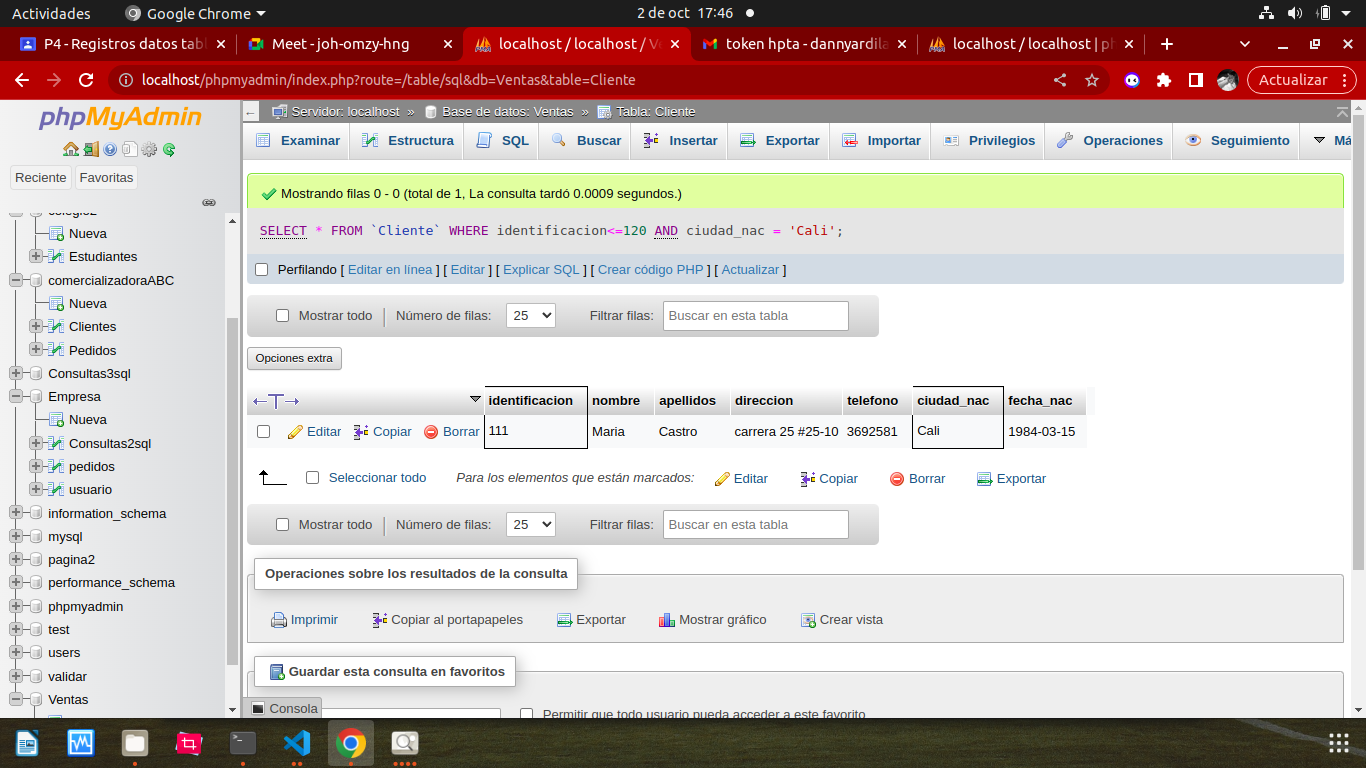 Actividades Google Chrome 2 de oct 17:46
P4 - Registros datos tabl Meet - joh-omzy-hng localhost / localhost / Ve token hpta - dannyardila localhost / localhost | ph
localhost/phpmyadmin/index.php?route=/table/sql&db=Ventas&table=Cliente Actualizar
phpMyAdmin
Reciente Favoritas
colegio2
Nueva
Estudiantes
comercializadoraABC
Nueva
Clientes
Pedidos
Consultas3sql
Empresa
Nueva
Consultas2sql
pedidos
usuario
information_schema
mysql
pagina2
performance_schema
phpmyadmin
test
users
validar
Ventas
Servidor: localhost » Base de datos: Ventas » Tabla: Cliente
Examinar Estructura SQL Buscar Insertar Exportar Importar Privilegios Operaciones Seguimiento Má
Mostrando filas 0 - 0 (total de 1, La consulta tardó 0.0009 segundos.)
SELECT * FROM `Cliente` WHERE identificacion<=120 AND ciudad_nac = 'Cali';
Perfilando [ Editar en línea ] [ Editar ] [ Explicar SQL ] [ Crear código PHP ] [ Actualizar ]
Mostrar todo Número de filas: 25 Filtrar filas: Buscar en esta tabla
Opciones extra
identificacion nombre apellidos direccion telefono ciudad_nac fecha_nac
Editar Copiar Borrar 111 Maria Castro carrera 25 #25-10 3692581 Cali 1984-03-15
Seleccionar todo Para los elementos que están marcados: Editar Copiar Borrar Exportar
Mostrar todo Número de filas: 25 Filtrar filas: Buscar en esta tabla
Operaciones sobre los resultados de la consulta
Imprimir Copiar al portapapeles Exportar Mostrar gráfico Crear vista
Guardar esta consulta en favoritos
Consola Permitir que todo usuario pueda acceder a este favorito